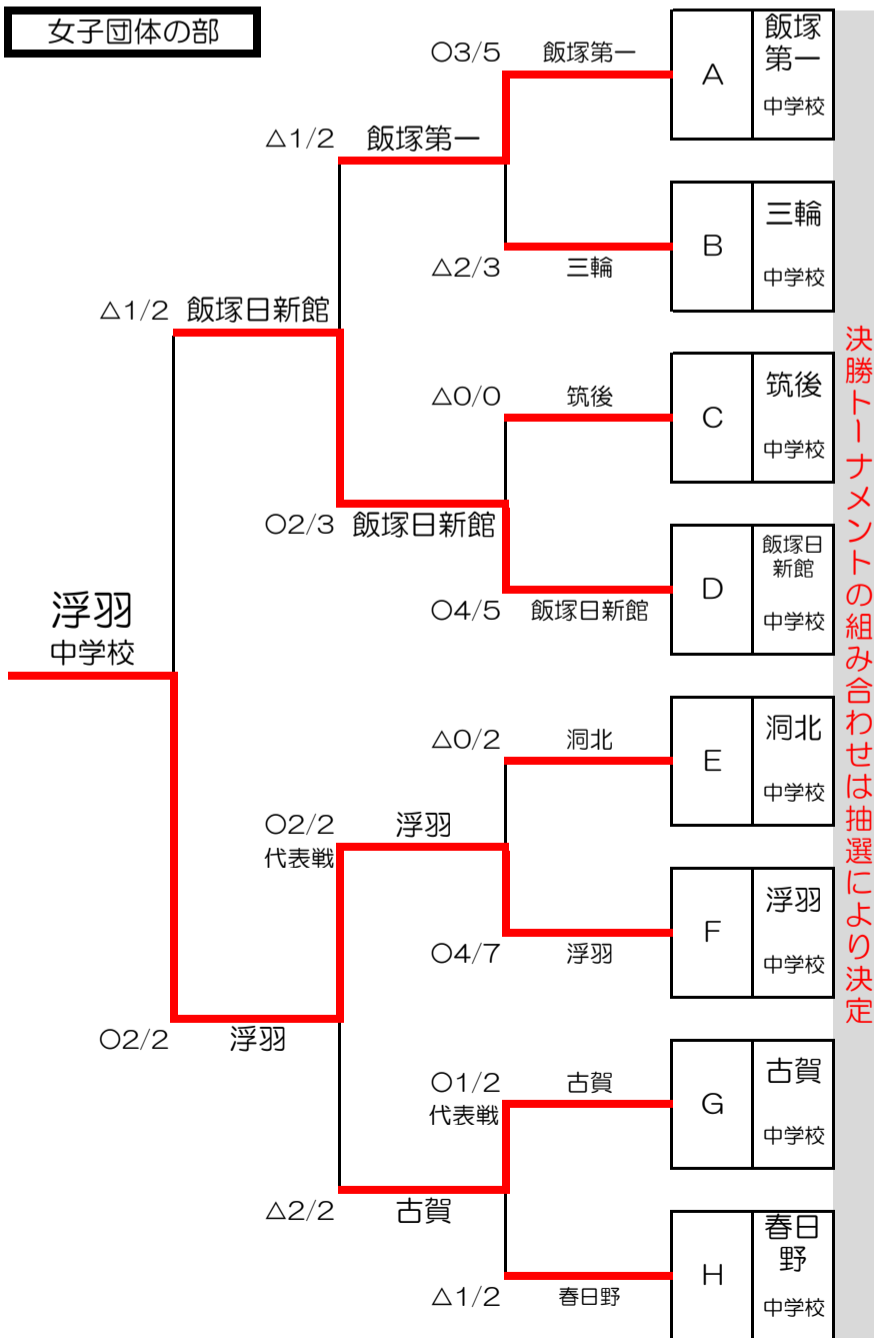 女子団体の部
○3/5 飯塚第一
A
飯塚
第一
中学校
△1/2 飯塚第一
B
三輪
中学校
△2/3 三輪
△1/2 飯塚日新館
△0/0 筑後
C
筑後
中学校
○2/3 飯塚日新館
D
飯塚日
新館
中学校
○4/5 飯塚日新館
浮羽
中学校
△0/2 洞北
E
洞北
中学校
○2/2
代表戦
浮羽
F
浮羽
中学校
○4/7 浮羽
○2/2 浮羽
○1/2
代表戦
古賀
G
古賀
中学校
△2/2 古賀
H
春日
野
中学校
△1/2 春日野
決勝トーナメントの組み合わせは抽選により決定